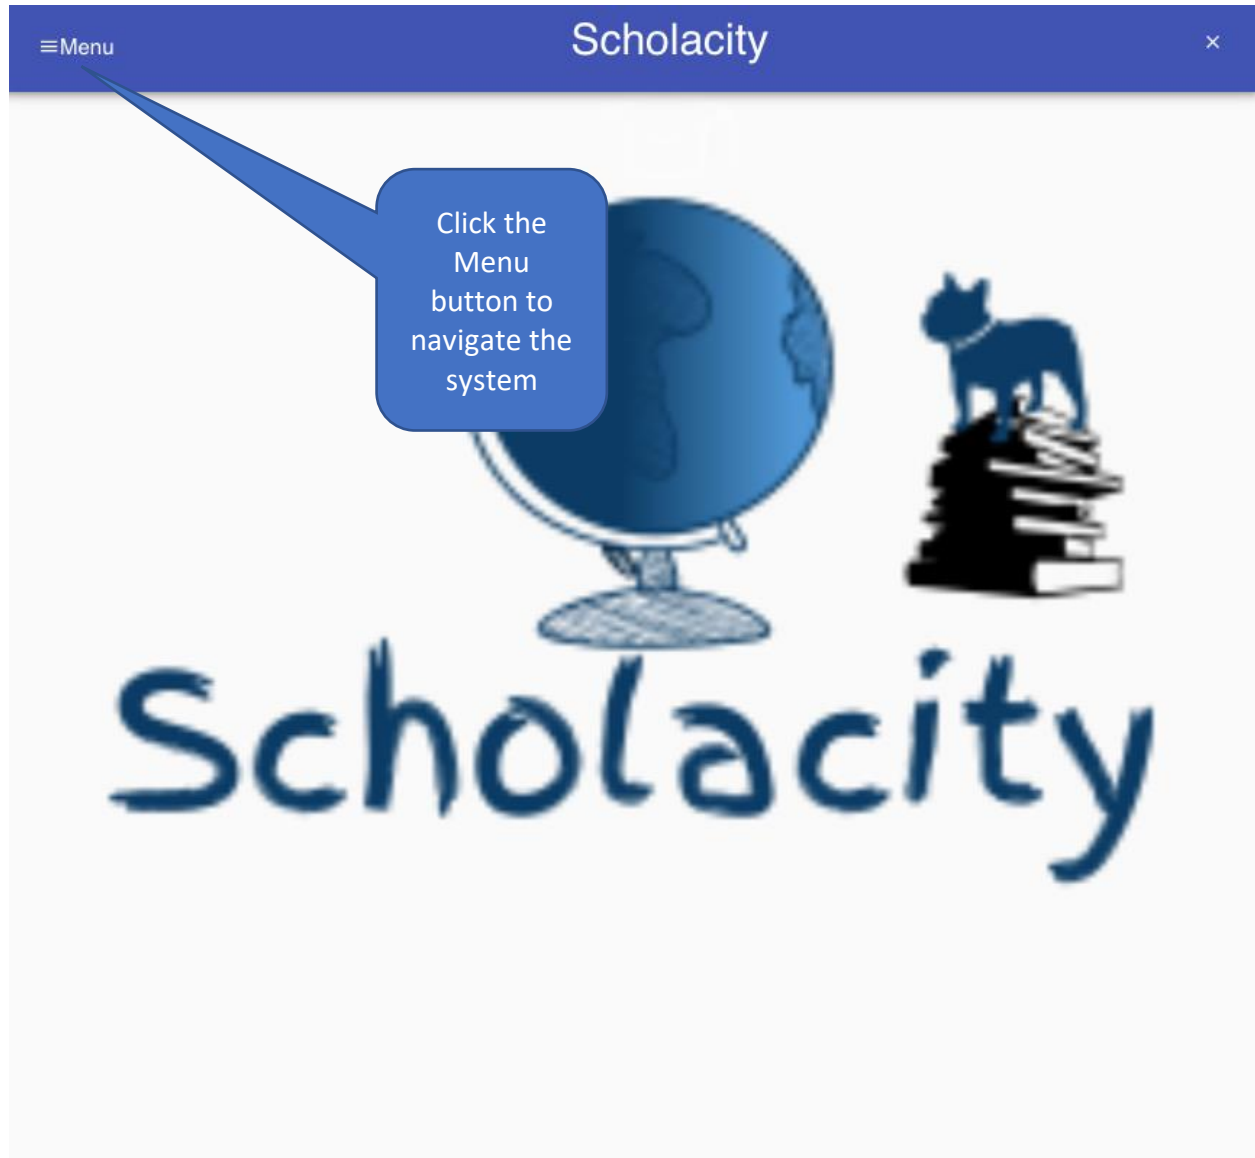 ≡Menu
Scholacity
×
Click the
Menu
button to
navigate the
system
Scholacity